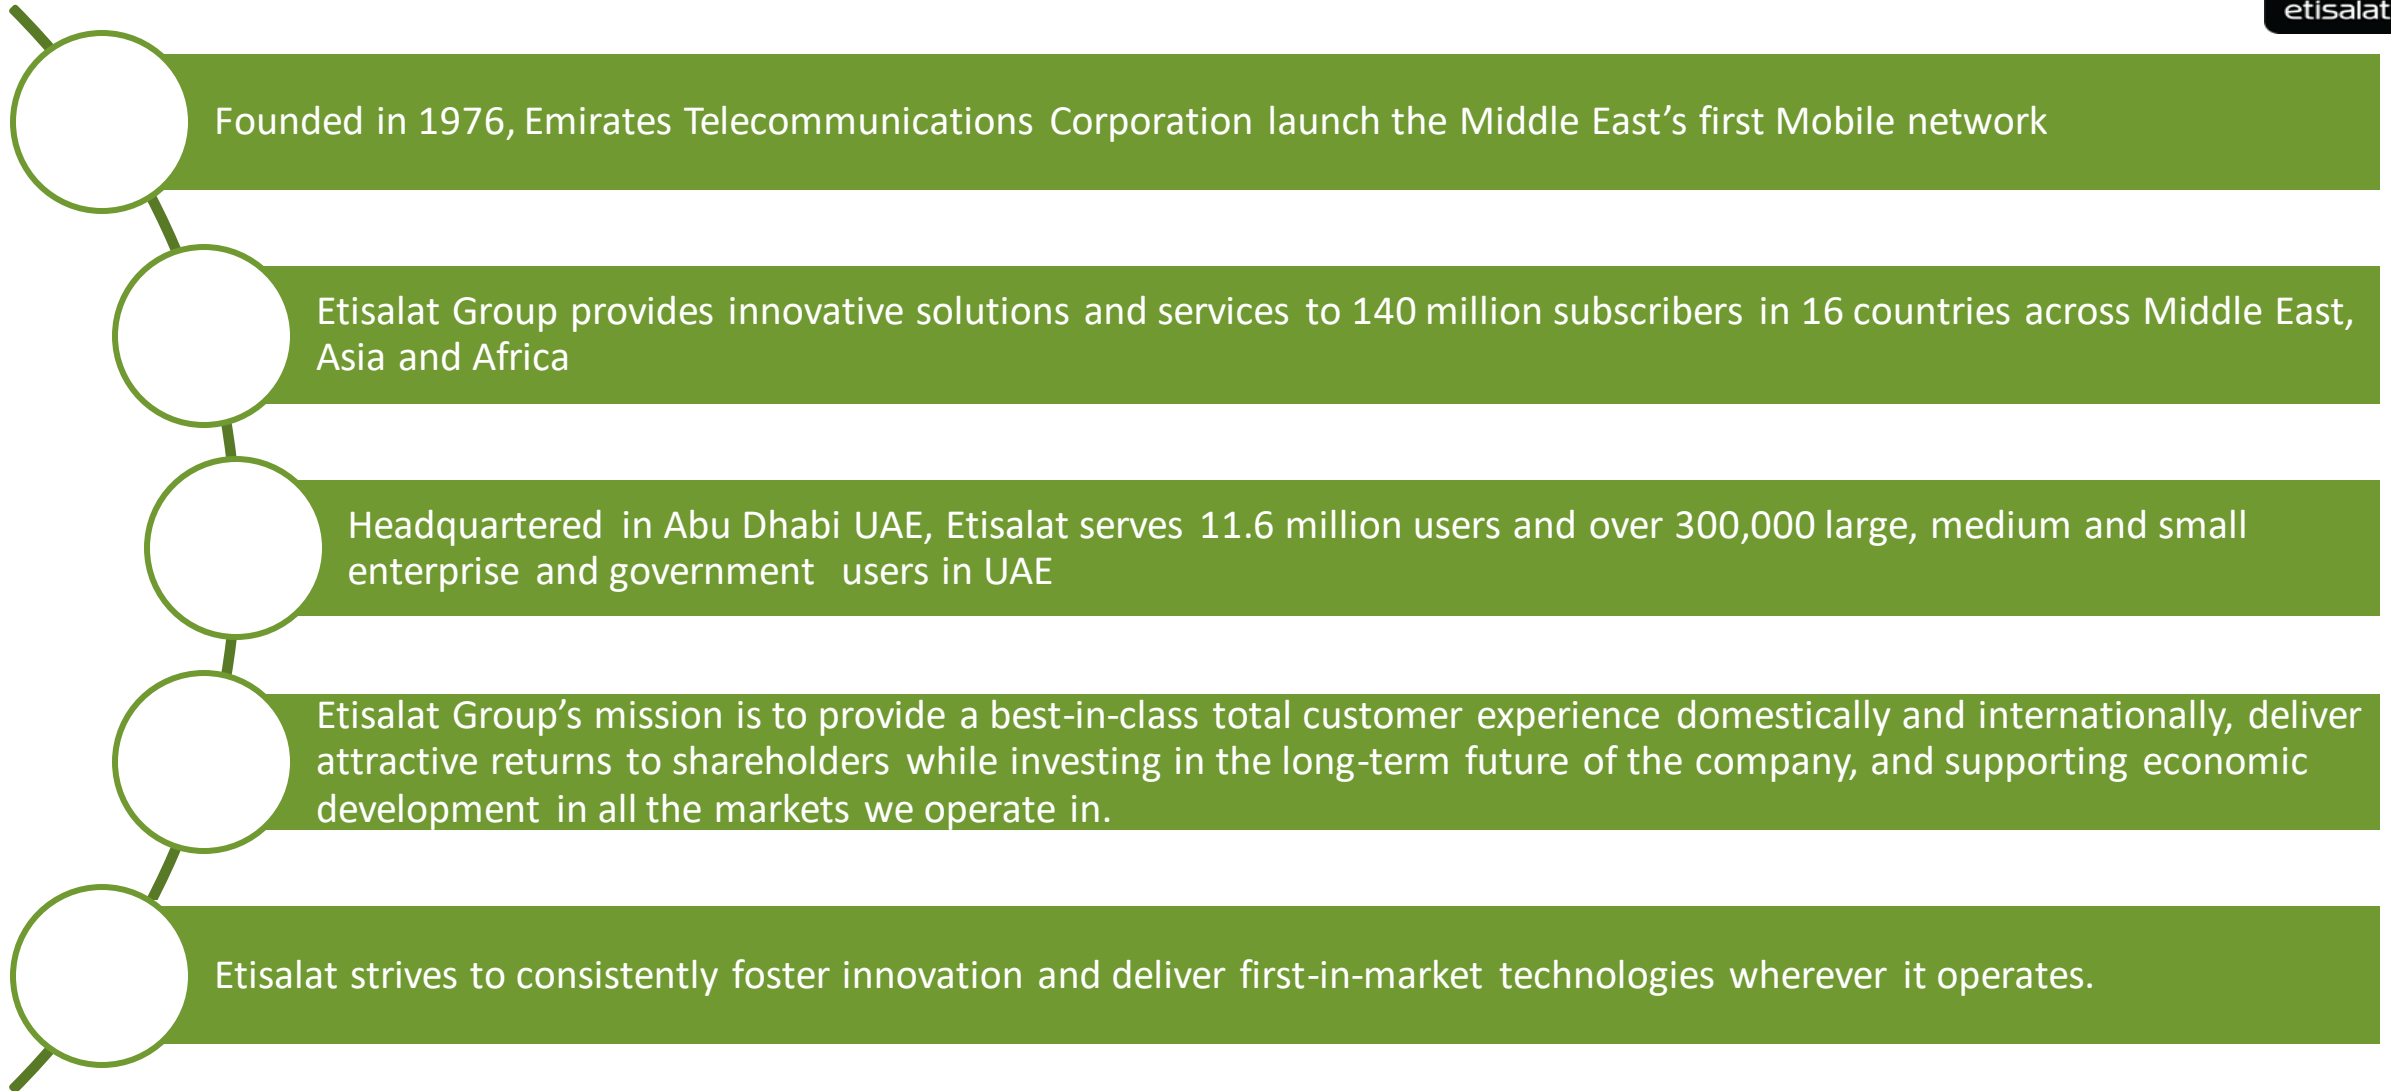 etisalat
Founded in 1976, Emirates Telecommunications Corporation launch the Middle East’s first Mobile network
Etisalat Group provides innovative solutions and services to 140 million subscribers in 16 countries across Middle East,
Asia and Africa
Headquartered in Abu Dhabi UAE, Etisalat serves 11.6 million users and over 300,000 large, medium and small
enterprise and government users in UAE
Etisalat Group’s mission is to provide a best-in-class total customer experience domestically and internationally, deliver
attractive returns to shareholders while investing in the long-term future of the company, and supporting economic
development in all the markets we operate in.
Etisalat strives to consistently foster innovation and deliver first-in-market technologies wherever it operates.